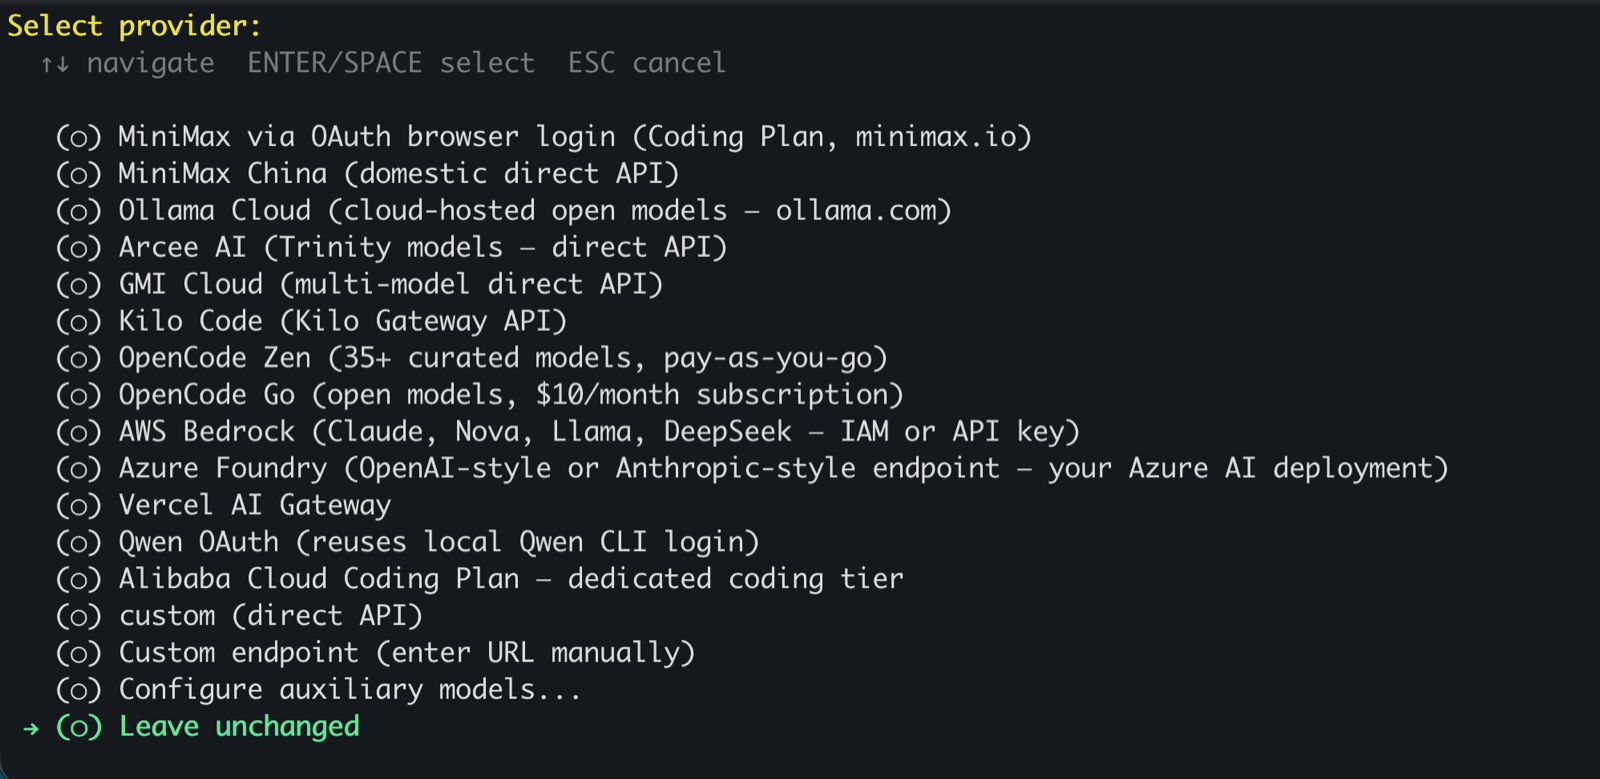 Select provider:
↑↓ navigate  ENTER/SPACE select  ESC cancel
(○) MiniMax via OAuth browser login (Coding Plan, minimax.io)
(○) MiniMax China (domestic direct API)
(○) Ollama Cloud (cloud-hosted open models — ollama.com)
(○) Arcee AI (Trinity models — direct API)
(○) GMI Cloud (multi-model direct API)
(○) Kilo Code (Kilo Gateway API)
(○) OpenCode Zen (35+ curated models, pay-as-you-go)
(○) OpenCode Go (open models, $10/month subscription)
(○) AWS Bedrock (Claude, Nova, Llama, DeepSeek — IAM or API key)
(○) Azure Foundry (OpenAI-style or Anthropic-style endpoint — your Azure AI deployment)
(○) Vercel AI Gateway
(○) Qwen OAuth (reuses local Qwen CLI login)
(○) Alibaba Cloud Coding Plan — dedicated coding tier
(○) custom (direct API)
(○) Custom endpoint (enter URL manually)
(○) Configure auxiliary models...
→ (○) Leave unchanged